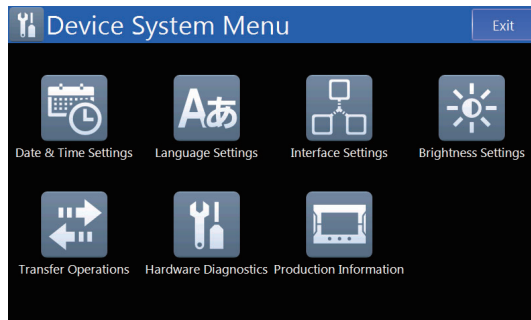 Device System Menu
Exit
Aあ
Date & Time Settings
Language Settings
Interface Settings
Brightness Settings
Transfer Operations
Hardware Diagnostics
Production Information